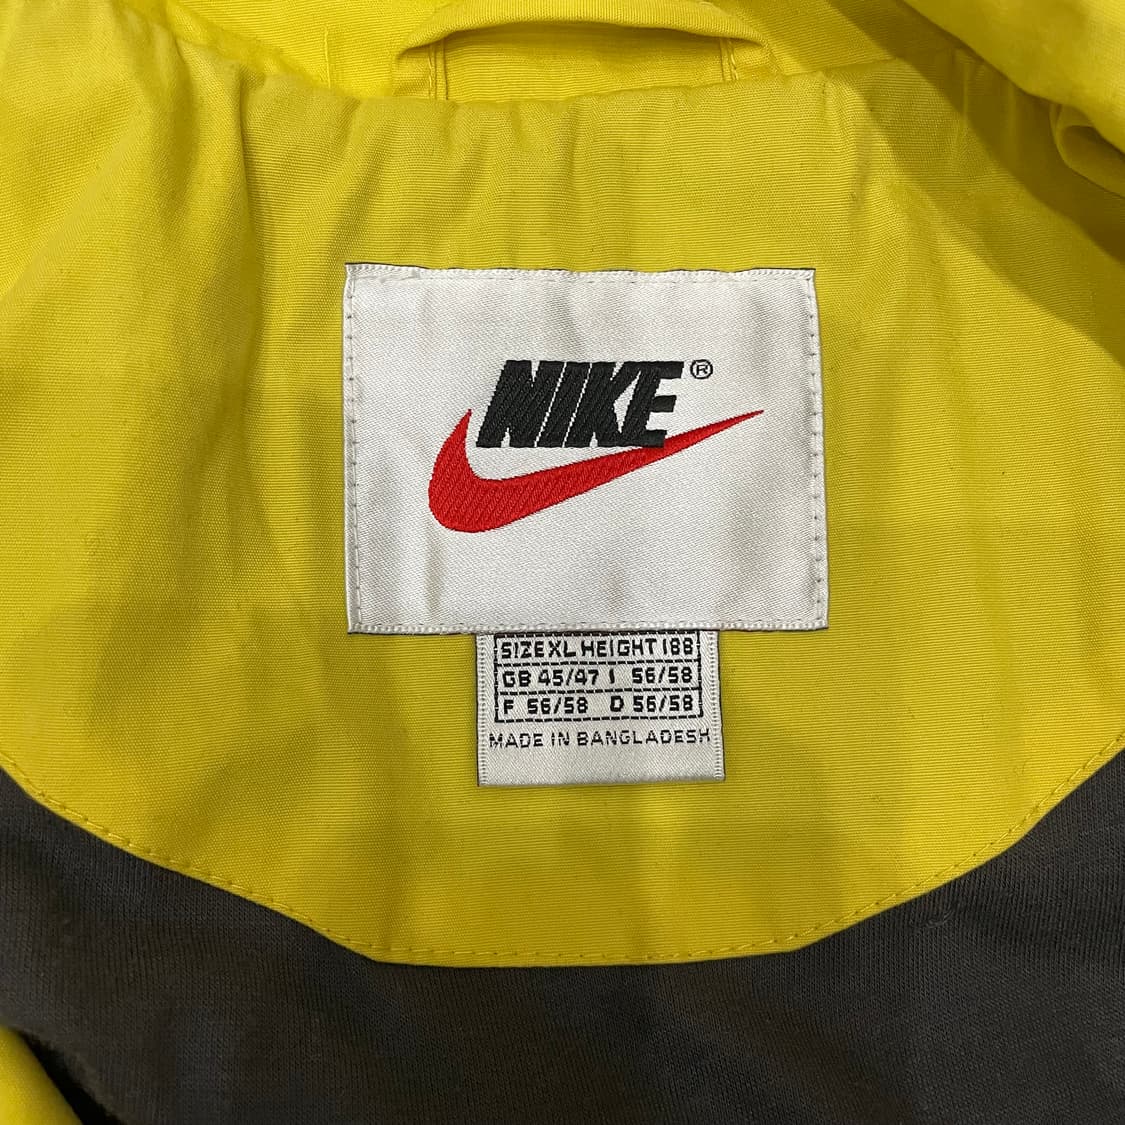 NIKE®
SIZE XL HEIGHT 188
GB 45/47 I 56/58
F 56/58 D 56/58
MADE IN BANGLADESH